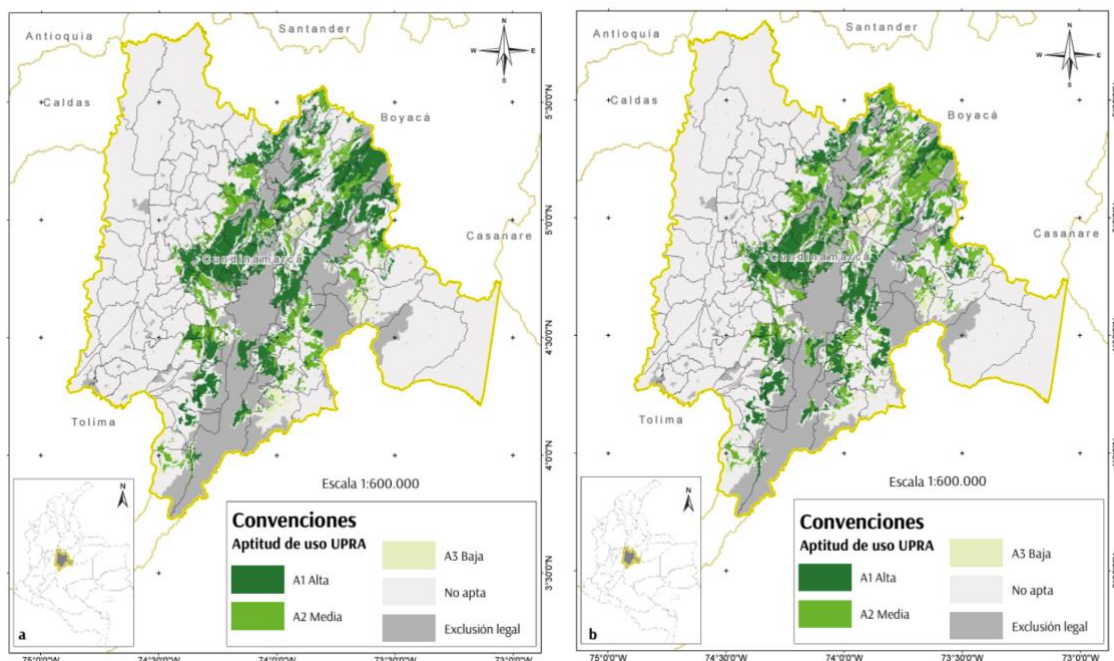 Santander
Antioquia
N
W E
S
Caldas
5°30'0"N
Boyacá
5°0'0"N
Casanare
Cundinamarca
4°30'0"N
Tolima
4°0'0"N
Escala 1:600.000
N
Convenciones
Aptitud de uso UPRA
A3 Baja
A1 Alta
No apta
3°30'0"N
A2 Media
Exclusión legal
a
75°0'0"W 74°30'0"W 74°0'0"W 73°30'0"W 73°0'0"W
Santander
Antioquia
N
W E
S
Caldas
Boyacá
Casanare
Cundinamarca
Tolima
Escala 1:600.000
N
Convenciones
Aptitud de uso UPRA
A3 Baja
A1 Alta
No apta
A2 Media
Exclusión legal
b
75°0'0"W 74°30'0"W 74°0'0"W 73°30'0"W 73°0'0"W